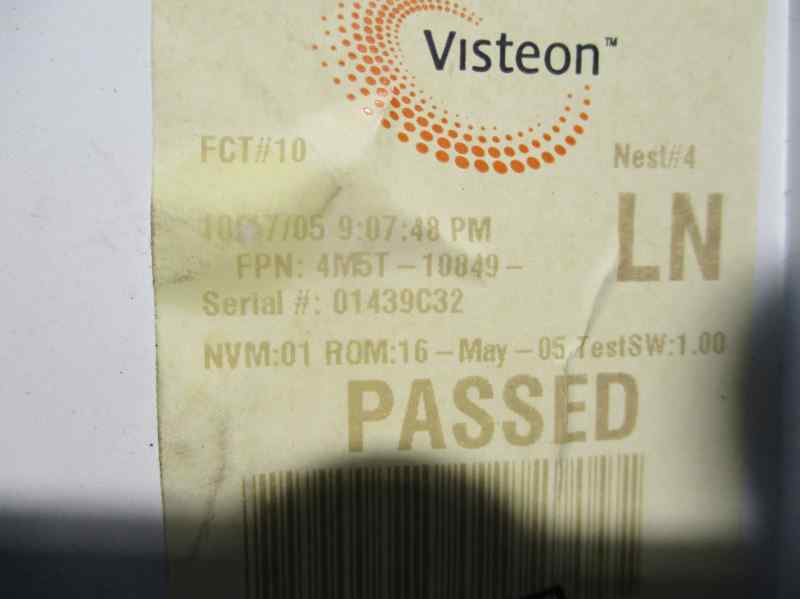 Visteon™
FCT#10
Nest#4
LN
9:07:48 PM
FPN: 4M5T-10849-
Serial #: 01439C32
NVM:01 ROM:16-May-05 TestSW:1.00
PASSED